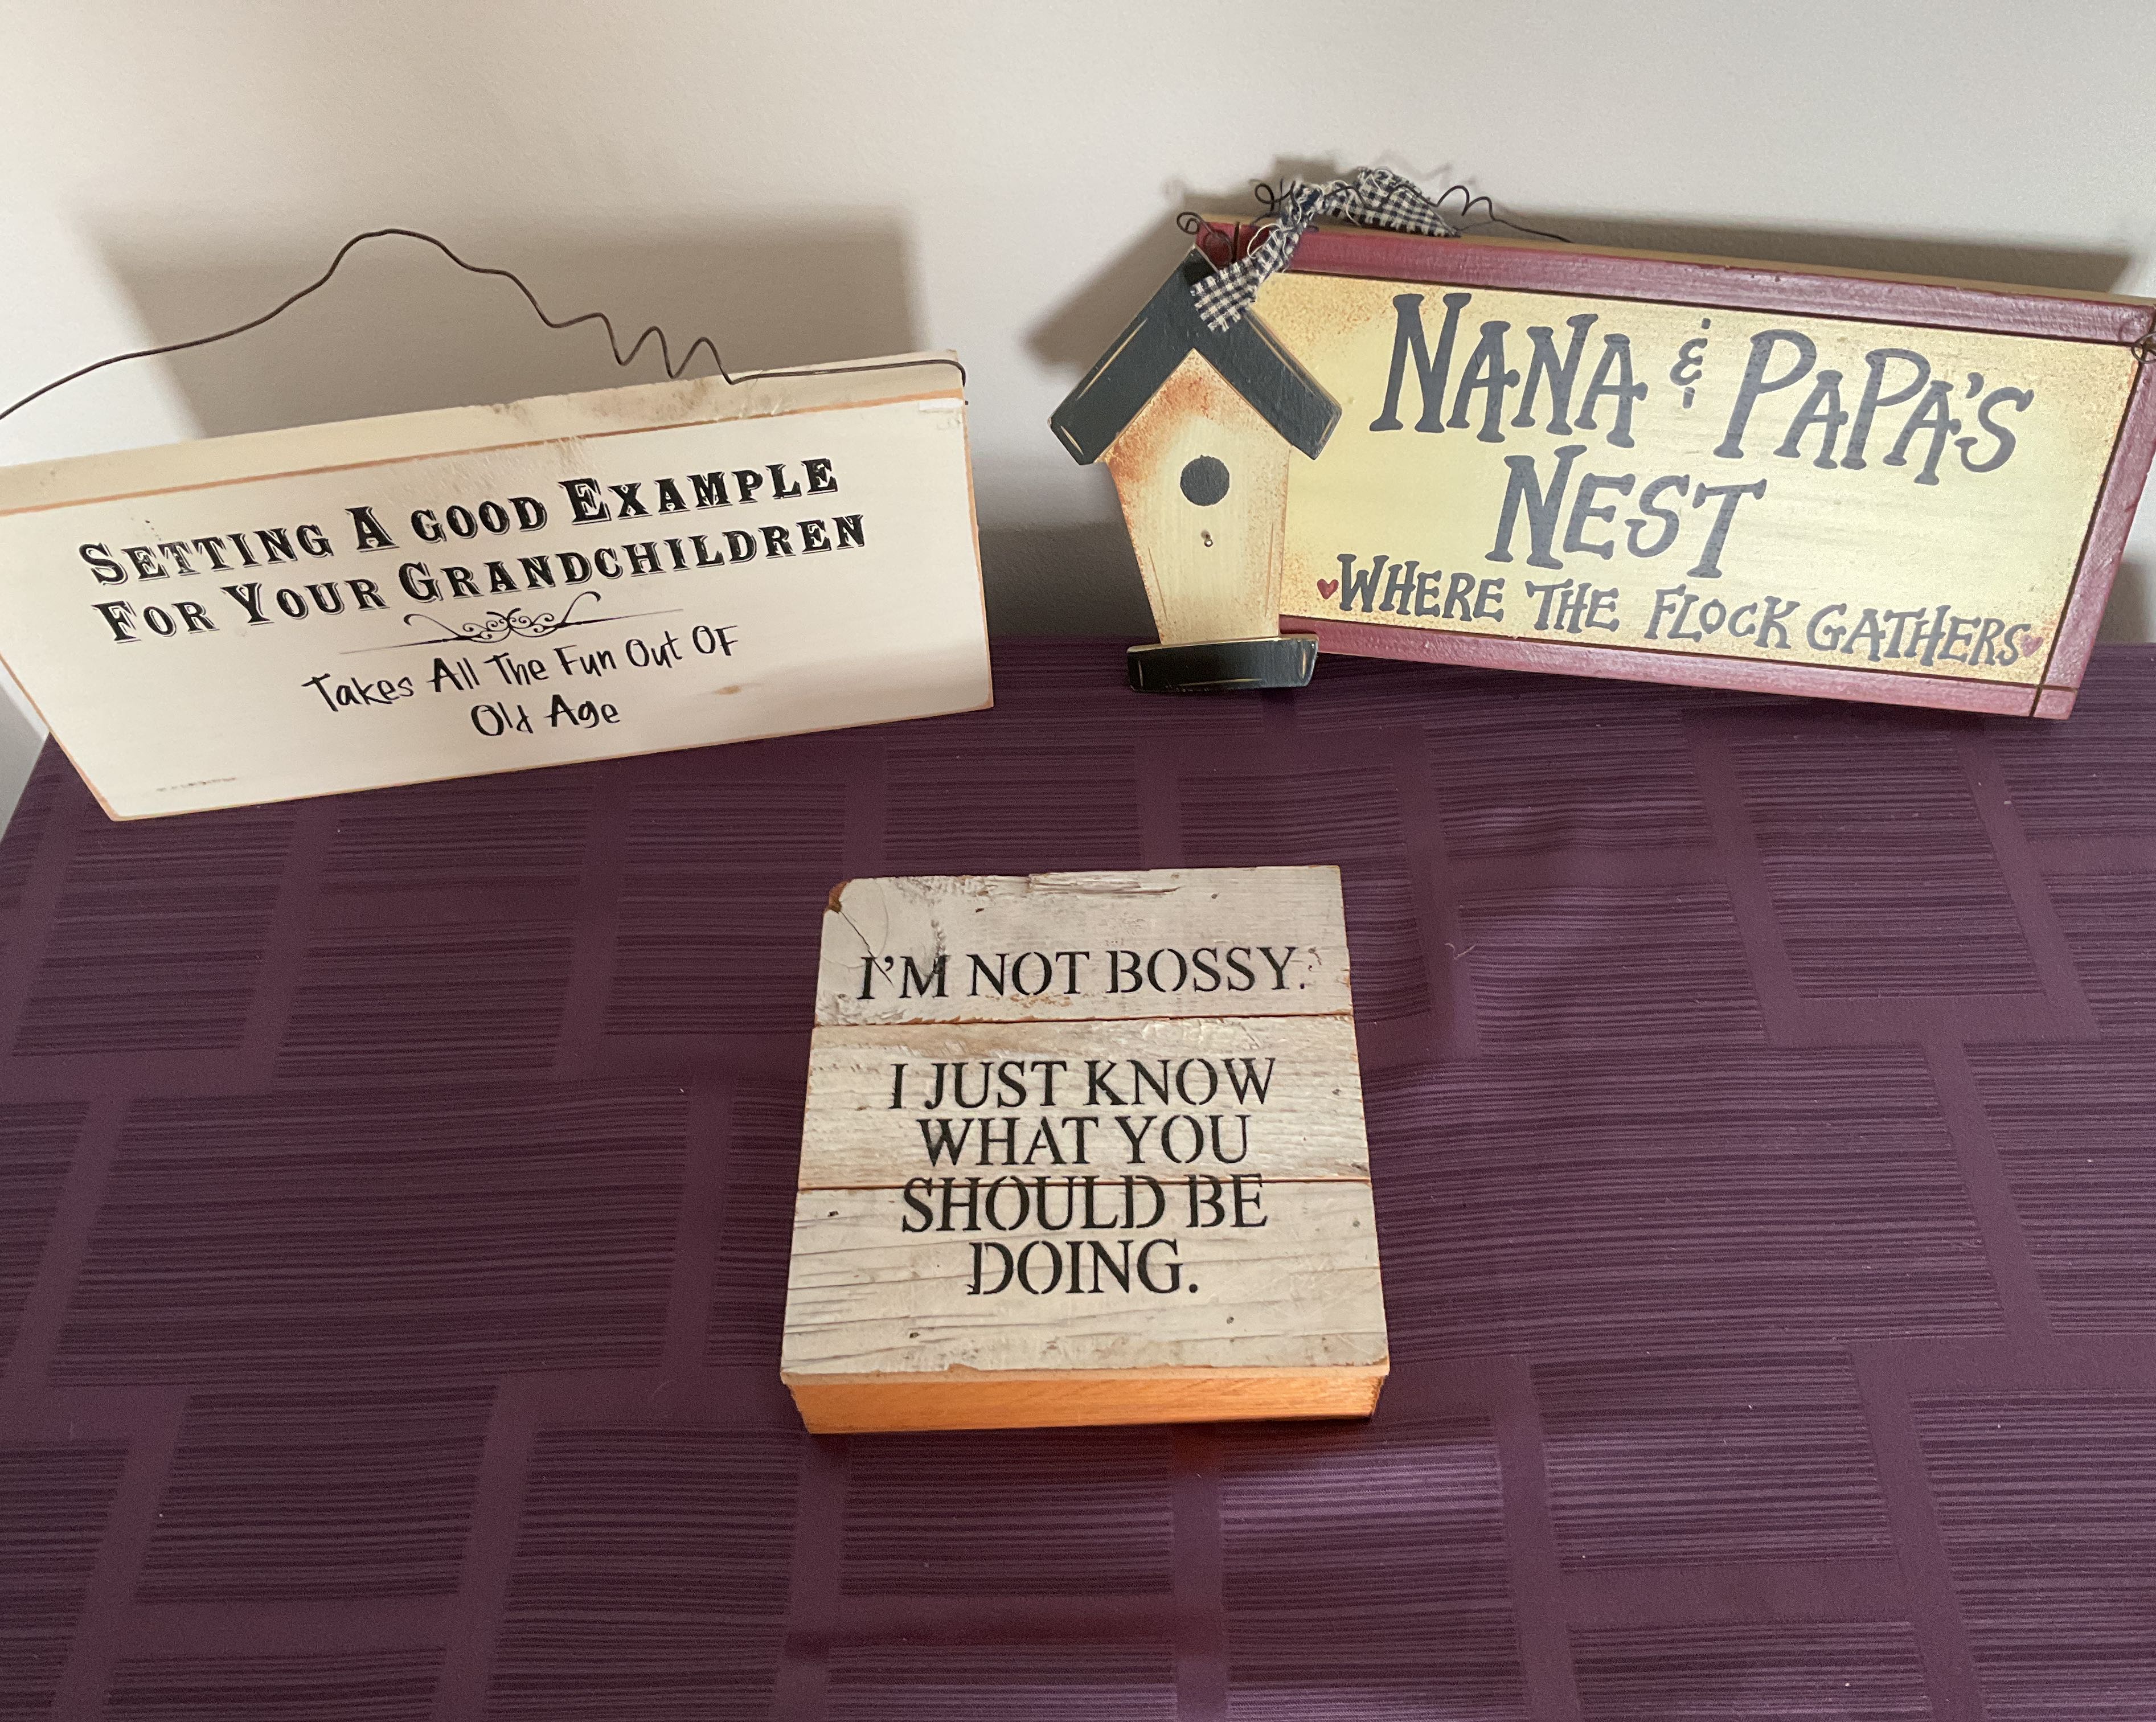 SETTING A GOOD EXAMPLE
FOR YOUR GRANDCHILDREN
Takes All The Fun Out OF
Old Age
NANA & PAPA'S
NEST
WHERE THE FLOCK GATHERS
I'M NOT BOSSY.
I JUST KNOW
WHAT YOU
SHOULD BE
DOING.